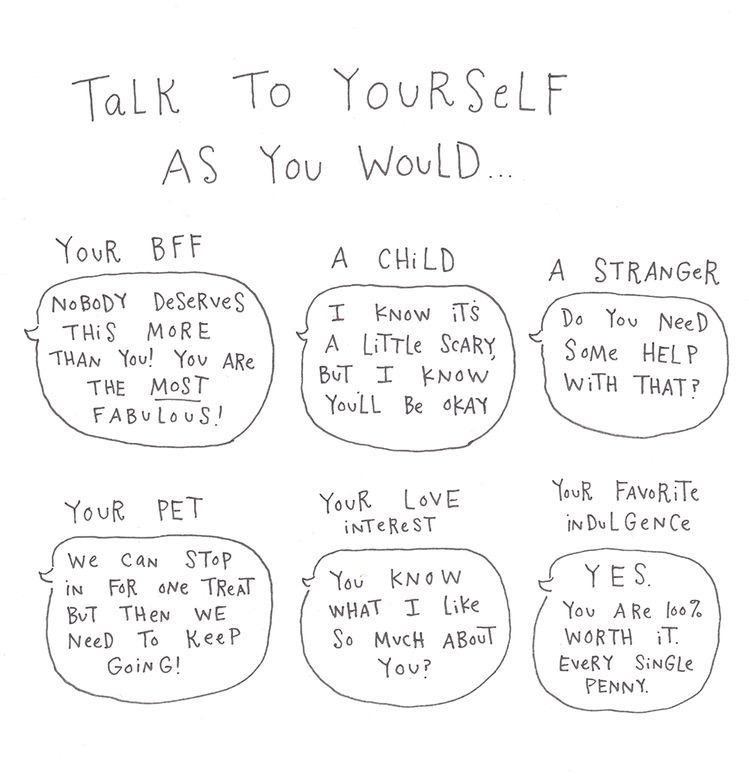 TaLK To YouRSeLF
AS You WouLD...
YouR BFF
NoBoDY DeSeRVeS
THiS MoRE
THAN You! You ARe
THE MoST
FABuLouS!
A CHiLD
I KNoW iT'S
A LiTTLe ScARY,
BuT I KNoW
You'LL Be oKAY
A STRANGeR
Do You NeeD
SoMe HELP
WiTH THAT?
YouR PET
We CaN SToP
iN FoR oNe TReAT
BuT THeN WE
NeeD To KeeP
GoiNG!
YouR LoVE
iNTeReST
You KNoW
WHAT I LiKe
So MucH ABouT
You?
YouR FAVoRiTe
iNDuLGeNce
YES.
You ARe 100%
WoRTH iT.
EVeRY SiNGLe
PENNY.